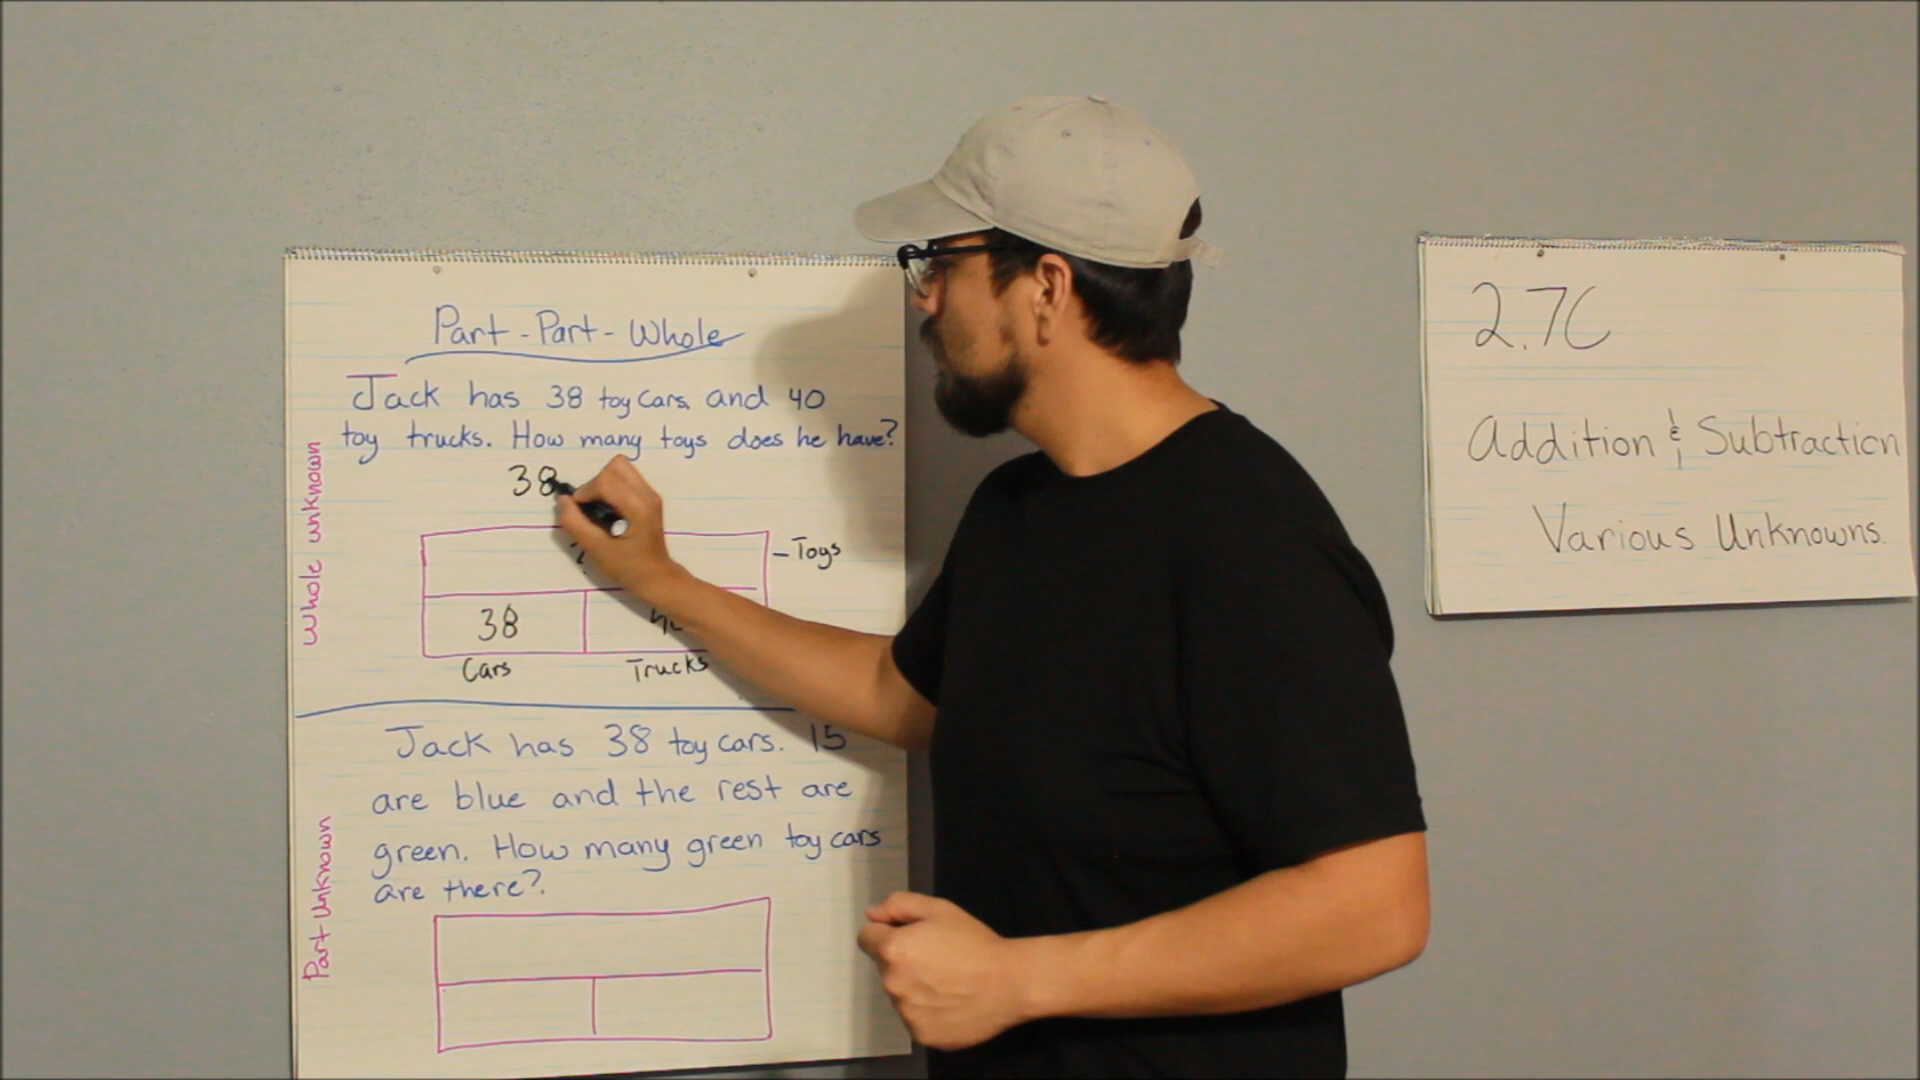 Part-Part-Whole
Jack has 38 toy cars and 40
toy trucks. How many toys does he have?
38
Whole unknown
?
- Toys
38
Cars
Trucks
Jack has 38 toy cars. 15
are blue and the rest are
green. How many green toy cars
are there?
Part Unknown
2.7C
Addition & Subtraction
Various Unknowns